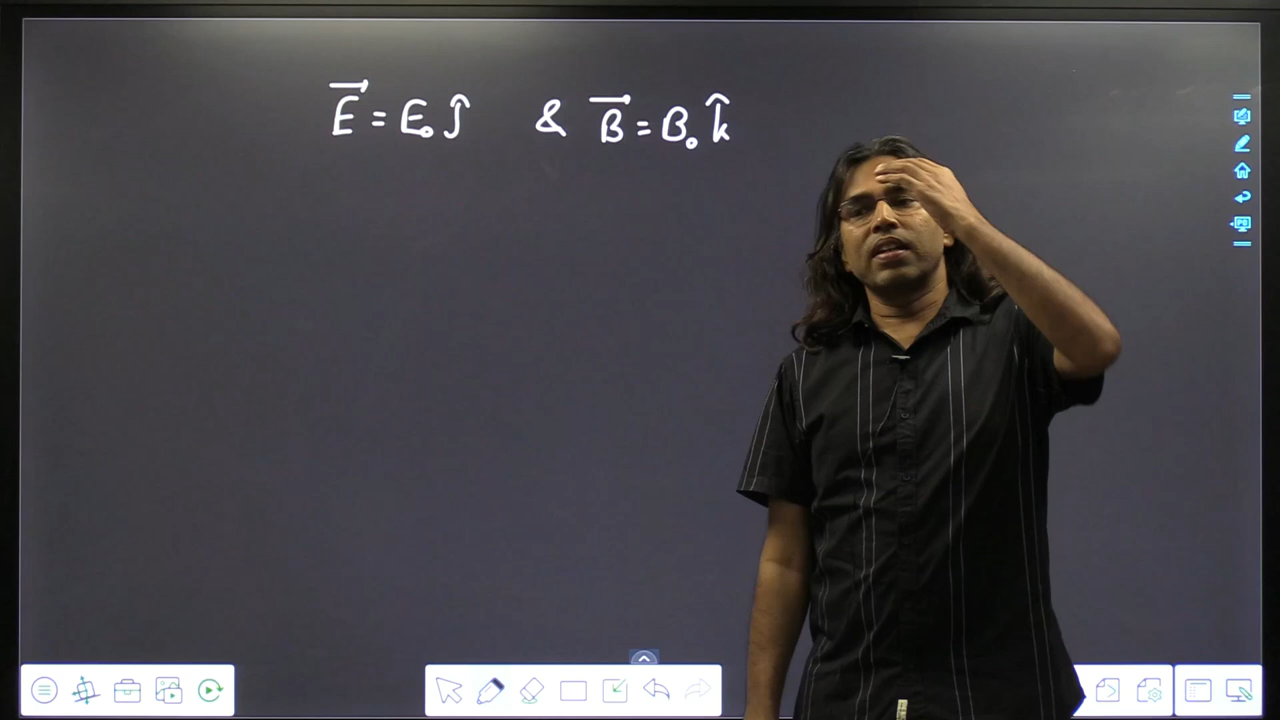 E⃗ = E₀ ĵ & B⃗ = B₀ k̂